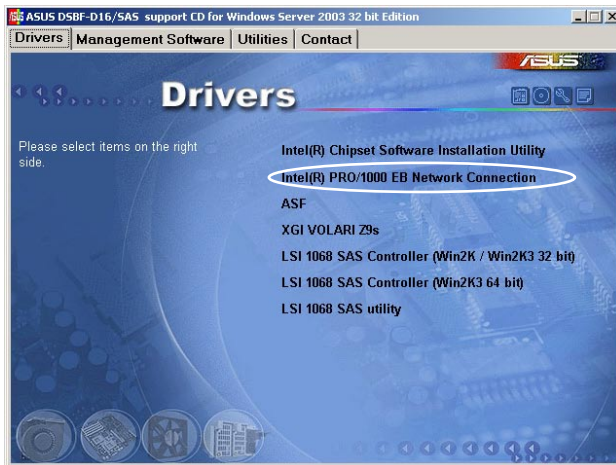 ASUS DSBF-D16/SAS support CD for Windows Server 2003 32 bit Edition
Drivers Management Software Utilities Contact
ASUS
Drivers
Please select items on the right
side.
Intel(R) Chipset Software Installation Utility
Intel(R) PRO/1000 EB Network Connection
ASF
XGI VOLARI Z9s
LSI 1068 SAS Controller (Win2K / Win2K3 32 bit)
LSI 1068 SAS Controller (Win2K3 64 bit)
LSI 1068 SAS utility